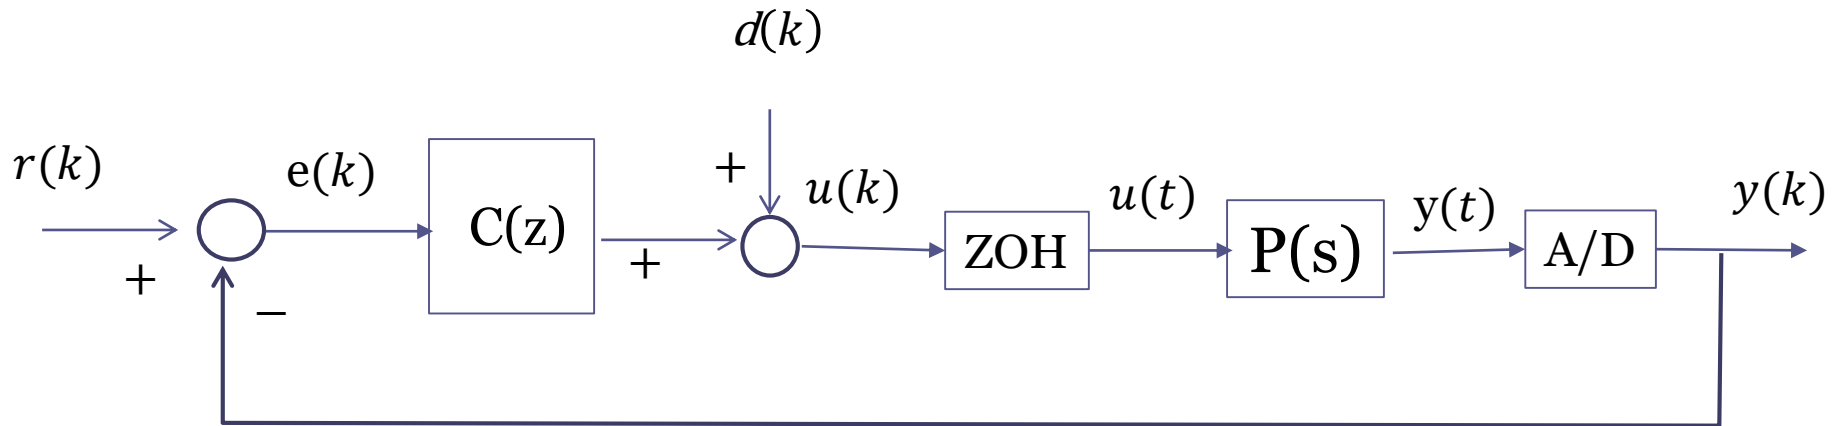 d(k)
r(k)
e(k)
C(z)
+
u(k)
ZOH
u(t)
P(s)
y(t)
A/D
y(k)
+
+
−